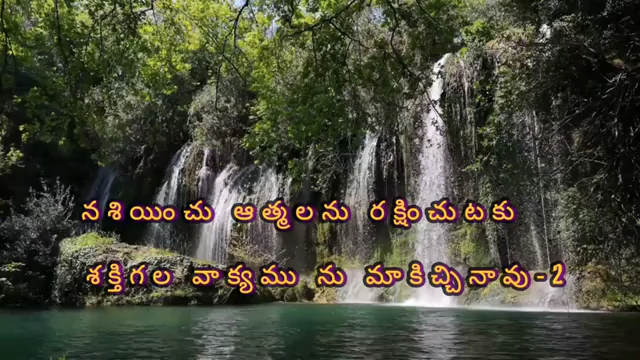 నశియించు ఆత్మలను రక్షించుటకు
శక్తిగల వాక్యము ను మాకిచ్చినావు - 2